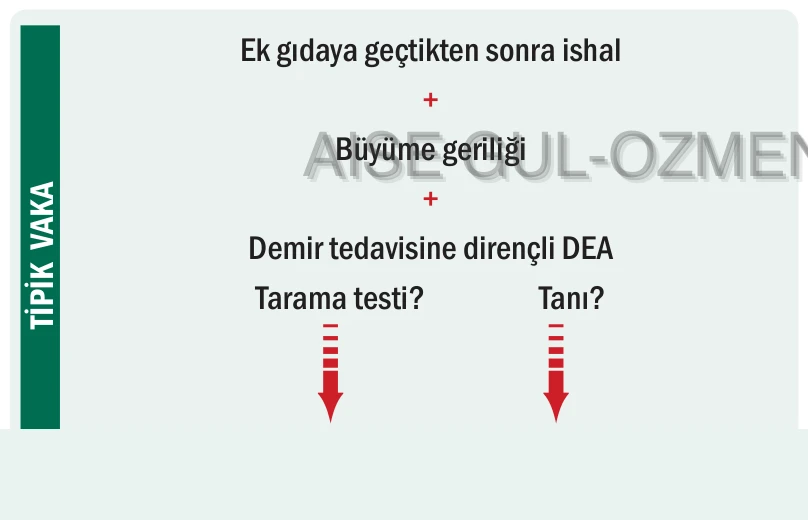 TİPİK VAKA
Ek gıdaya geçtikten sonra ishal
+
Büyüme geriliği
AISE GUL-OZMEN
+
Demir tedavisine dirençli DEA
Tarama testi? Tanı?